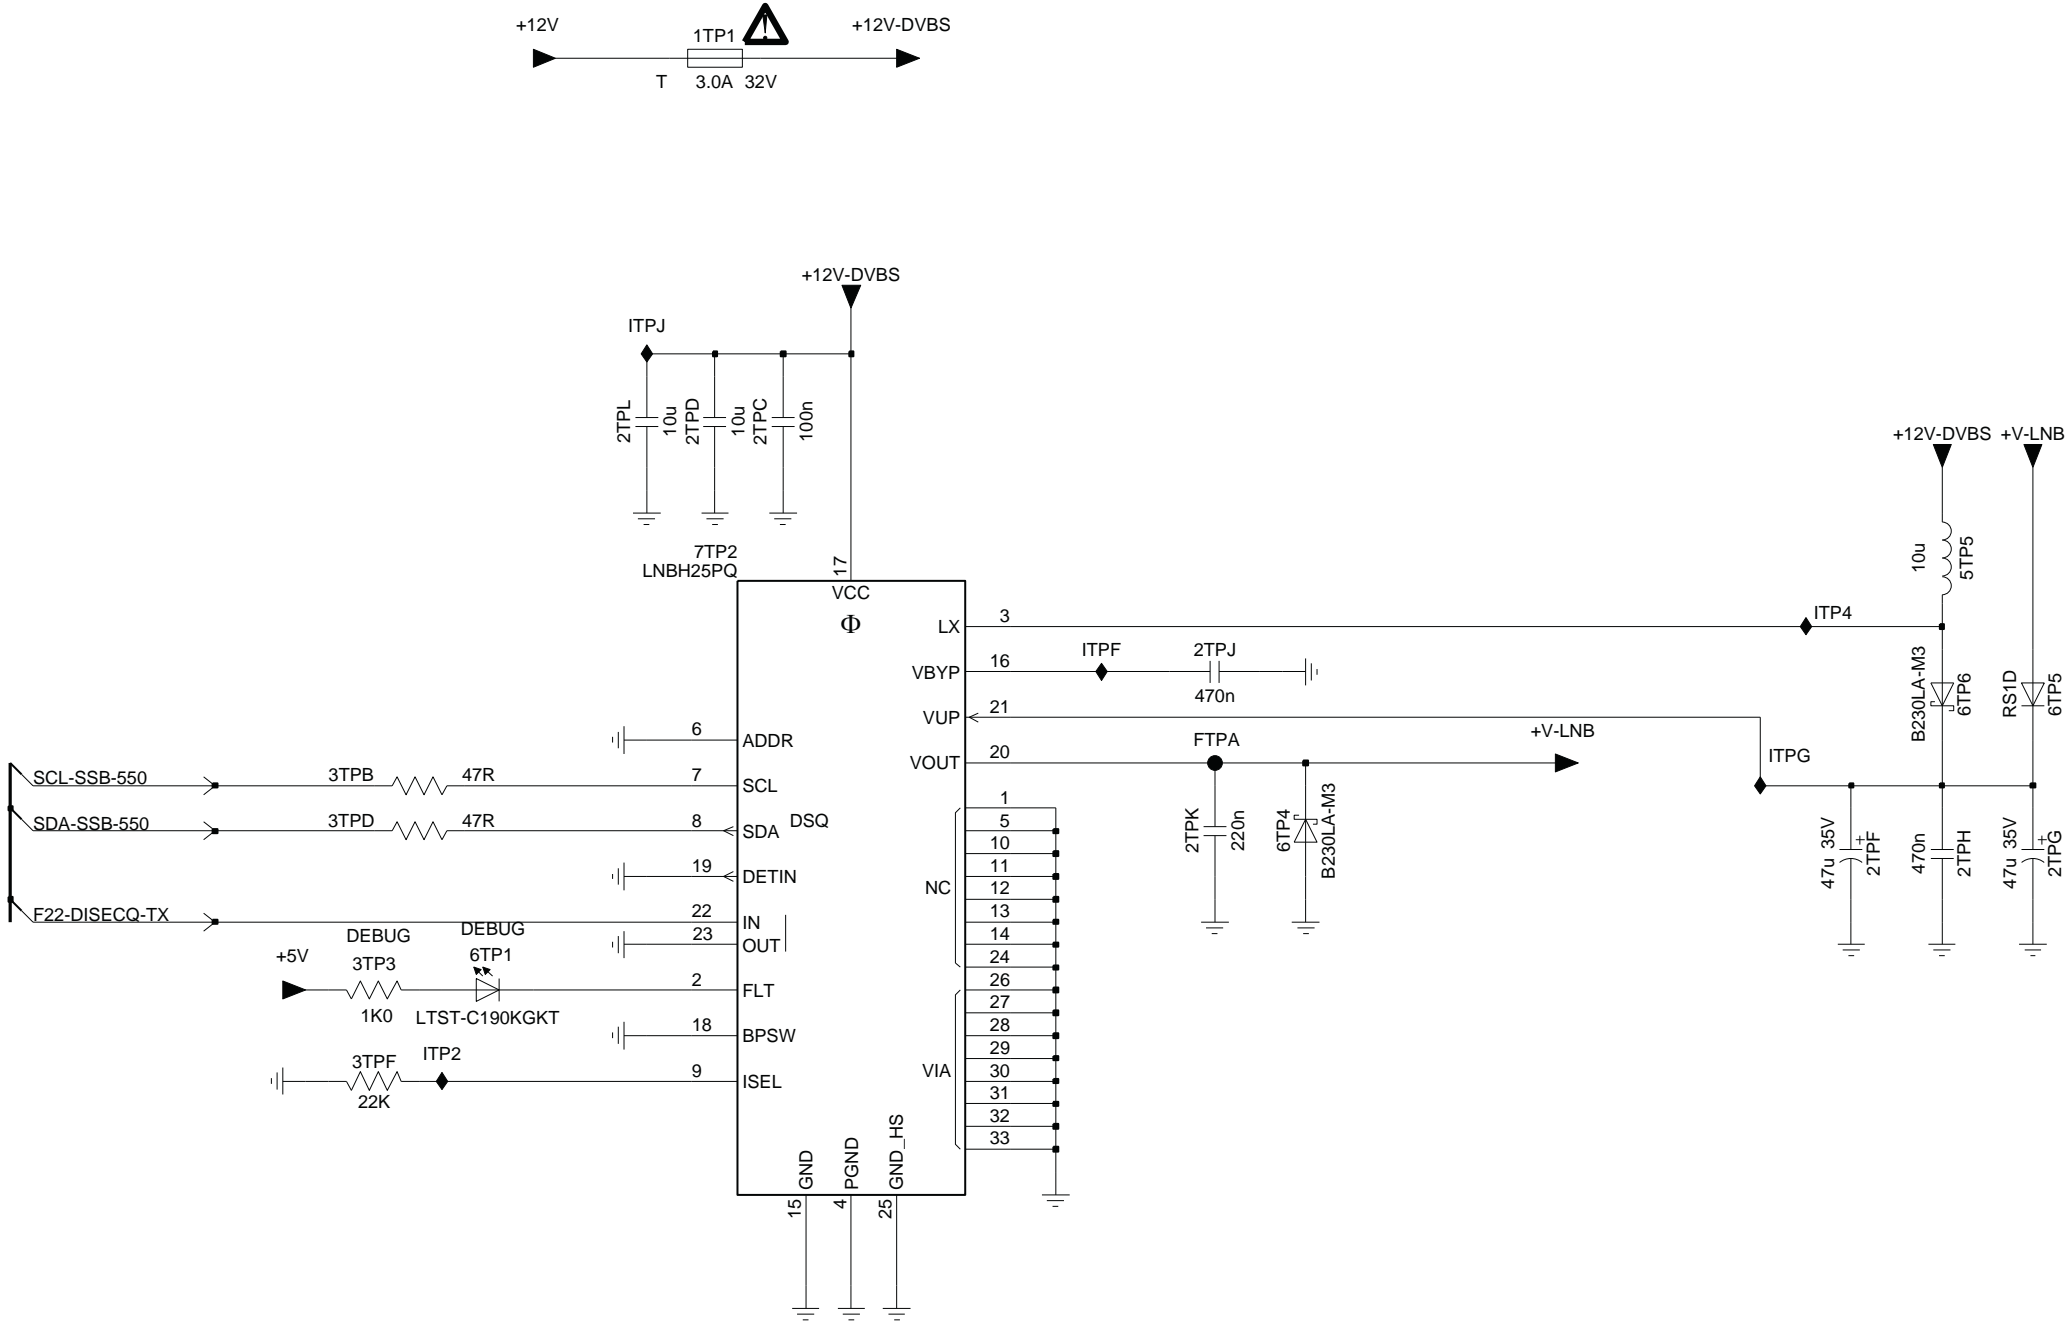 +12V
1TP1
+12V-DVBS
T 3.0A 32V
+12V-DVBS
ITPJ
2TPL
10u
2TPD
10u
2TPC
100n
+12V-DVBS
+V-LNB
10u
5TP5
7TP2
LNBH25PQ
17
VCC
Φ
LX
3
ITP4
VBYP
16
ITPF
2TPJ
470n
B230LA-M3
6TP6
RS1D
6TP5
VUP
21
ITPG
VOUT
20
FTPA
+V-LNB
2TPK
220n
6TP4
B230LA-M3
47u 35V
+
2TPF
470n
2TPH
47u 35V
+
2TPG
6
ADDR
SCL-SSB-550
3TPB
47R
7
SCL
SDA-SSB-550
3TPD
47R
8
SDA
DSQ
19
DETIN
F22-DISECQ-TX
22
IN
23
OUT
DEBUG
DEBUG
+5V
3TP3
1K0
6TP1
LTST-C190KGKT
2
FLT
18
BPSW
3TPF
22K
ITP2
9
ISEL
NC
1
5
10
11
12
13
14
24
VIA
26
27
28
29
30
31
32
33
GND
PGND
GND_HS
15
4
25